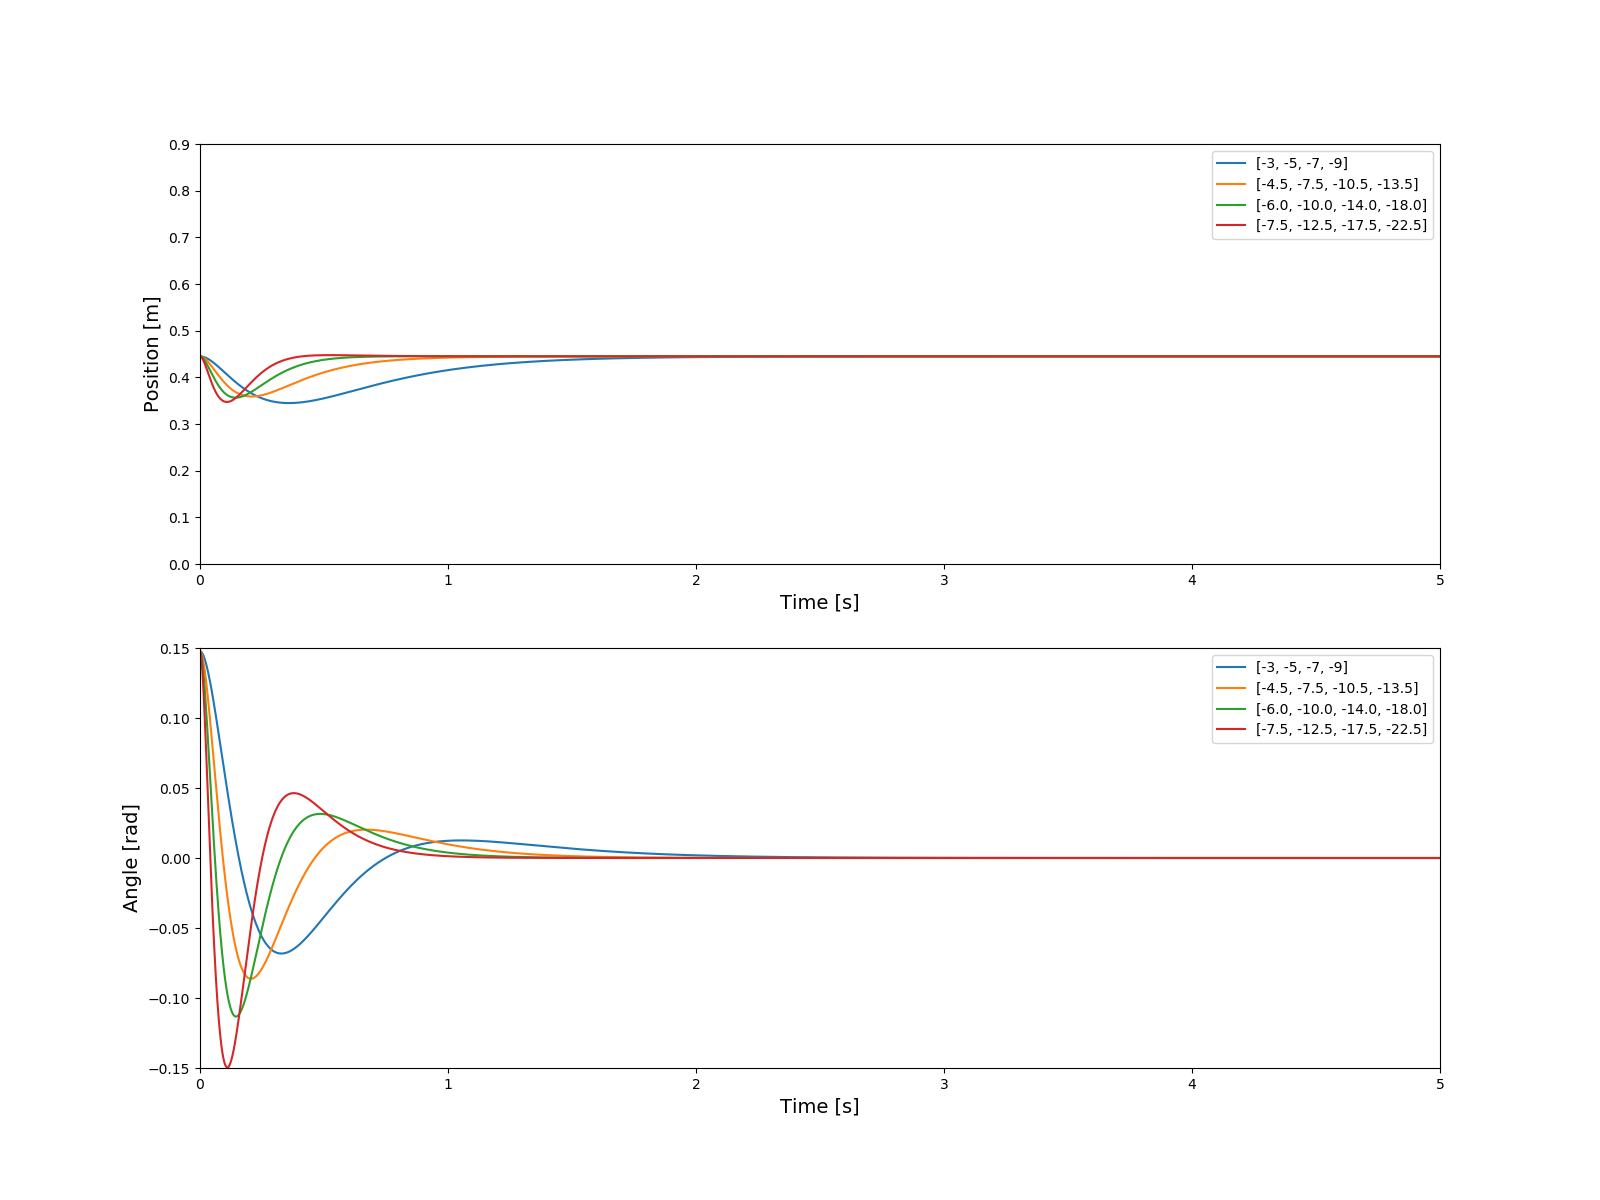 0.9
0.8
0.7
0.6
0.5
0.4
0.3
0.2
0.1
0.0
Position [m]
0 1 2 3 4 5
Time [s]
[-3, -5, -7, -9]
[-4.5, -7.5, -10.5, -13.5]
[-6.0, -10.0, -14.0, -18.0]
[-7.5, -12.5, -17.5, -22.5]
0.15
0.10
0.05
0.00
−0.05
−0.10
−0.15
Angle [rad]
0 1 2 3 4 5
Time [s]
[-3, -5, -7, -9]
[-4.5, -7.5, -10.5, -13.5]
[-6.0, -10.0, -14.0, -18.0]
[-7.5, -12.5, -17.5, -22.5]